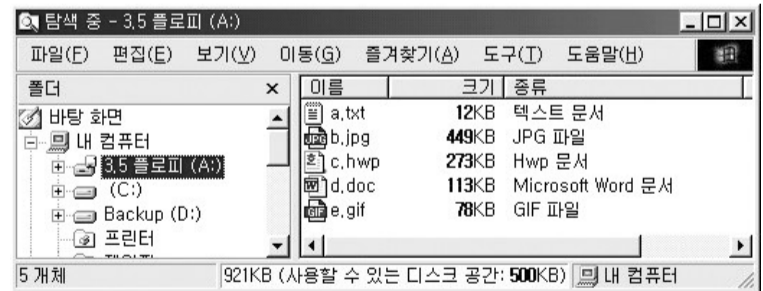 탐색 중 - 3.5 플로피 (A:)
파일(F) 편집(E) 보기(V) 이동(G) 즐겨찾기(A) 도구(T) 도움말(H)
폴더 ×
바탕 화면
내 컴퓨터
3.5 플로피 (A:)
(C:)
Backup (D:)
프린터
이름 크기 종류
a.txt 12KB 텍스트 문서
b.jpg 449KB JPG 파일
c.hwp 273KB Hwp 문서
d.doc 113KB Microsoft Word 문서
e.gif 78KB GIF 파일
5 개체 921KB (사용할 수 있는 디스크 공간: 500KB) 내 컴퓨터